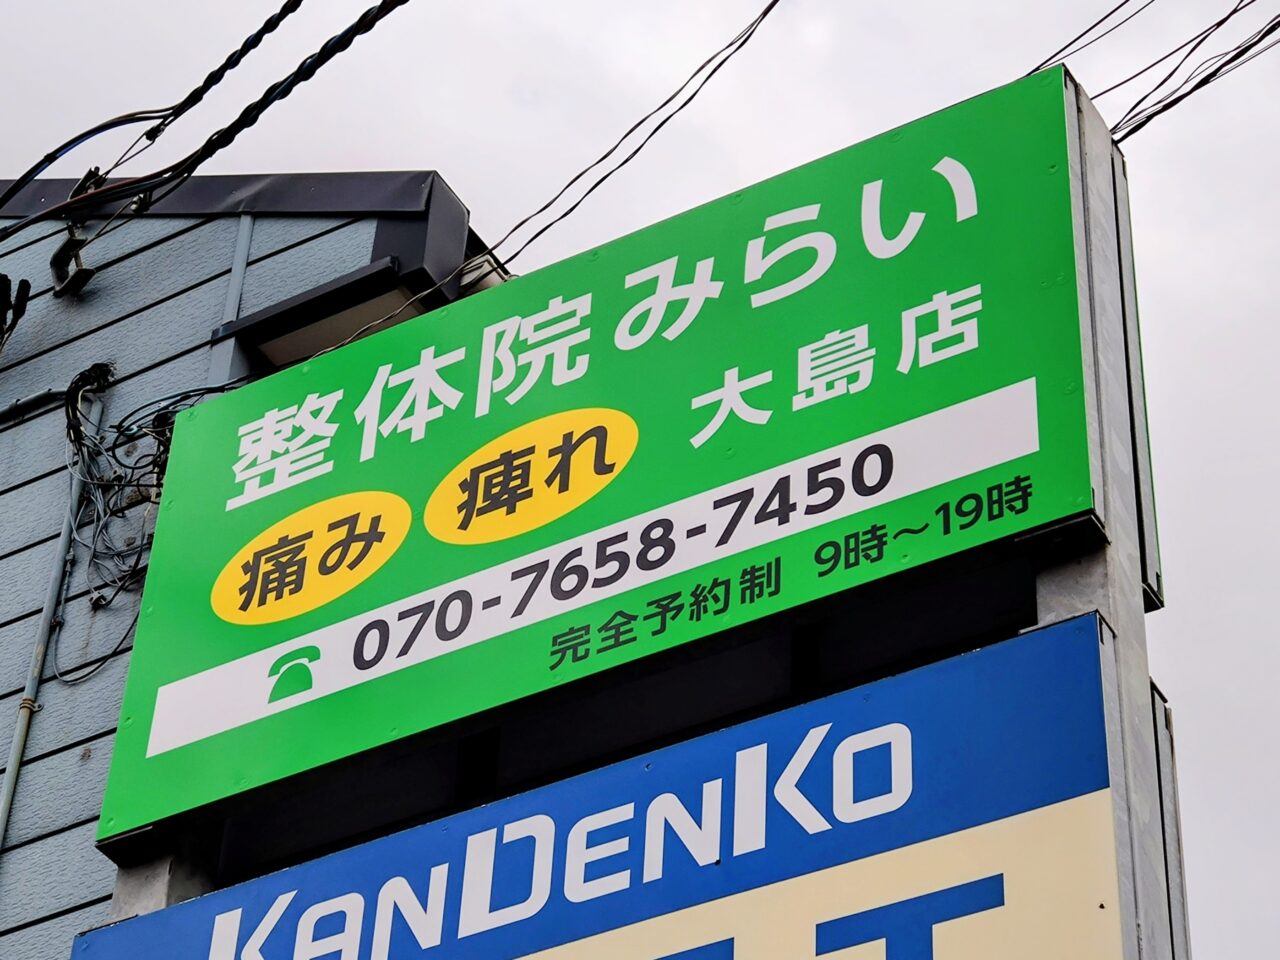 整体院みらい
大島店
痛み 痺れ
070-7658-7450
完全予約制 9時～19時
KANDENKO